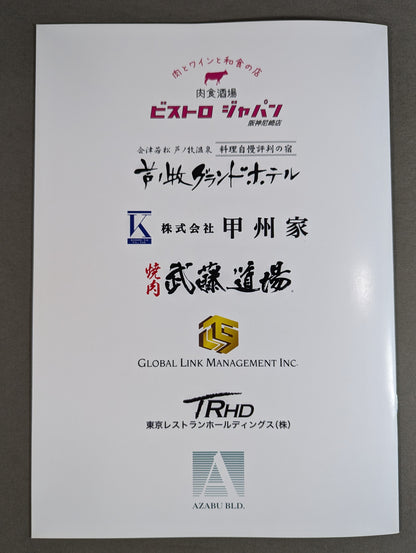 肉とワインと和食の店
肉食酒場
ビストロ ジャパン
阪神尼崎店
会津若松 芦ノ牧温泉 料理自慢評判の宿
芦ノ牧グランドホテル
K 株式会社 甲州家
焼肉 武藤道場
GLOBAL LINK MANAGEMENT INC.
TRHD
東京レストランホールディングス(株)
A
AZABU BLD.